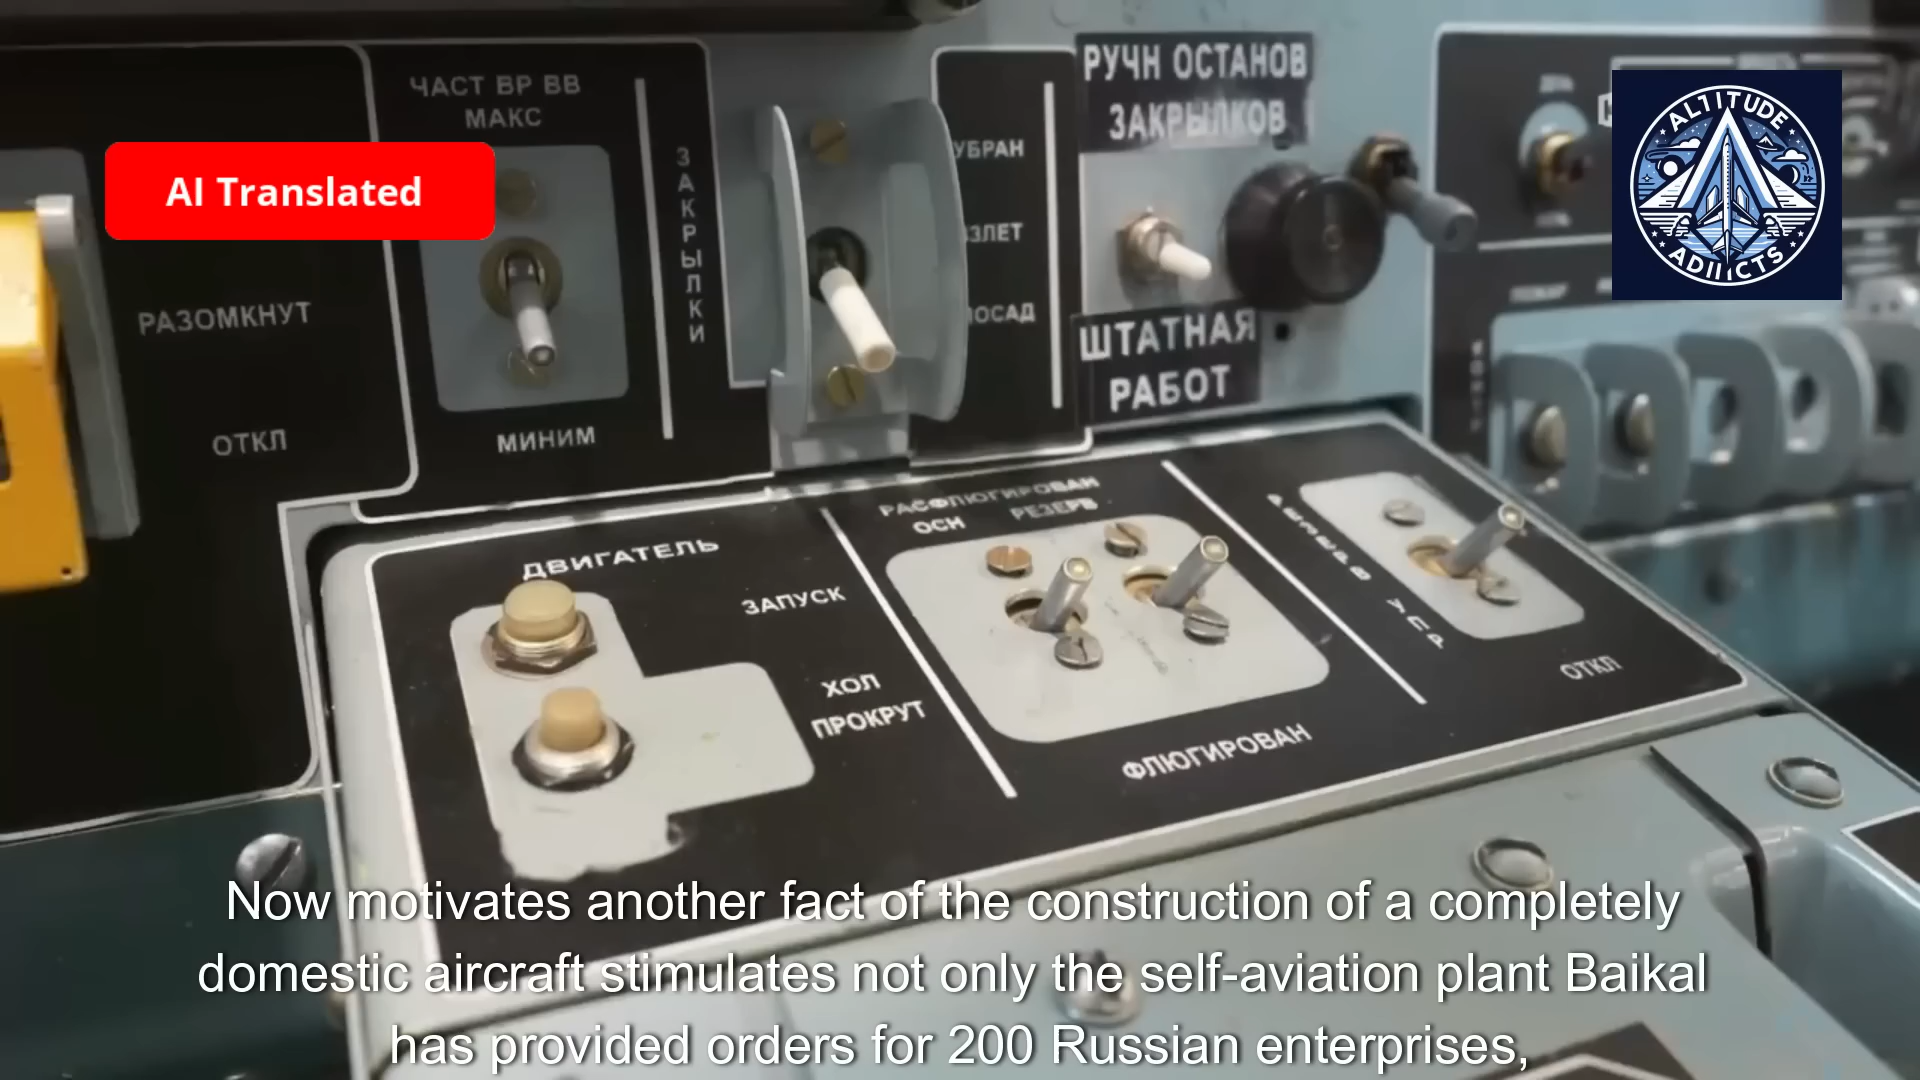 ЧАСТ ВР ВВ
МАКС
РУЧН ОСТАНОВ
ЗАКРЫЛКОВ
ALTITUDE
ADIICTS
AI Translated
ЗАКРЫЛКИ
УБРАН
ВЗЛЕТ
ПОСАД
РАЗОМКНУТ
ОТКЛ
МИНИМ
ШТАТНАЯ
РАБОТ
РАСФЛЮГИРОВАН
ОСН РЕЗЕРВ
ДВИГАТЕЛЬ
ЗАПУСК
ХОЛ
ПРОКРУТ
ФЛЮГИРОВАН
ОТКЛ
Now motivates another fact of the construction of a completely
domestic aircraft stimulates not only the self-aviation plant Baikal
has provided orders for 200 Russian enterprises,